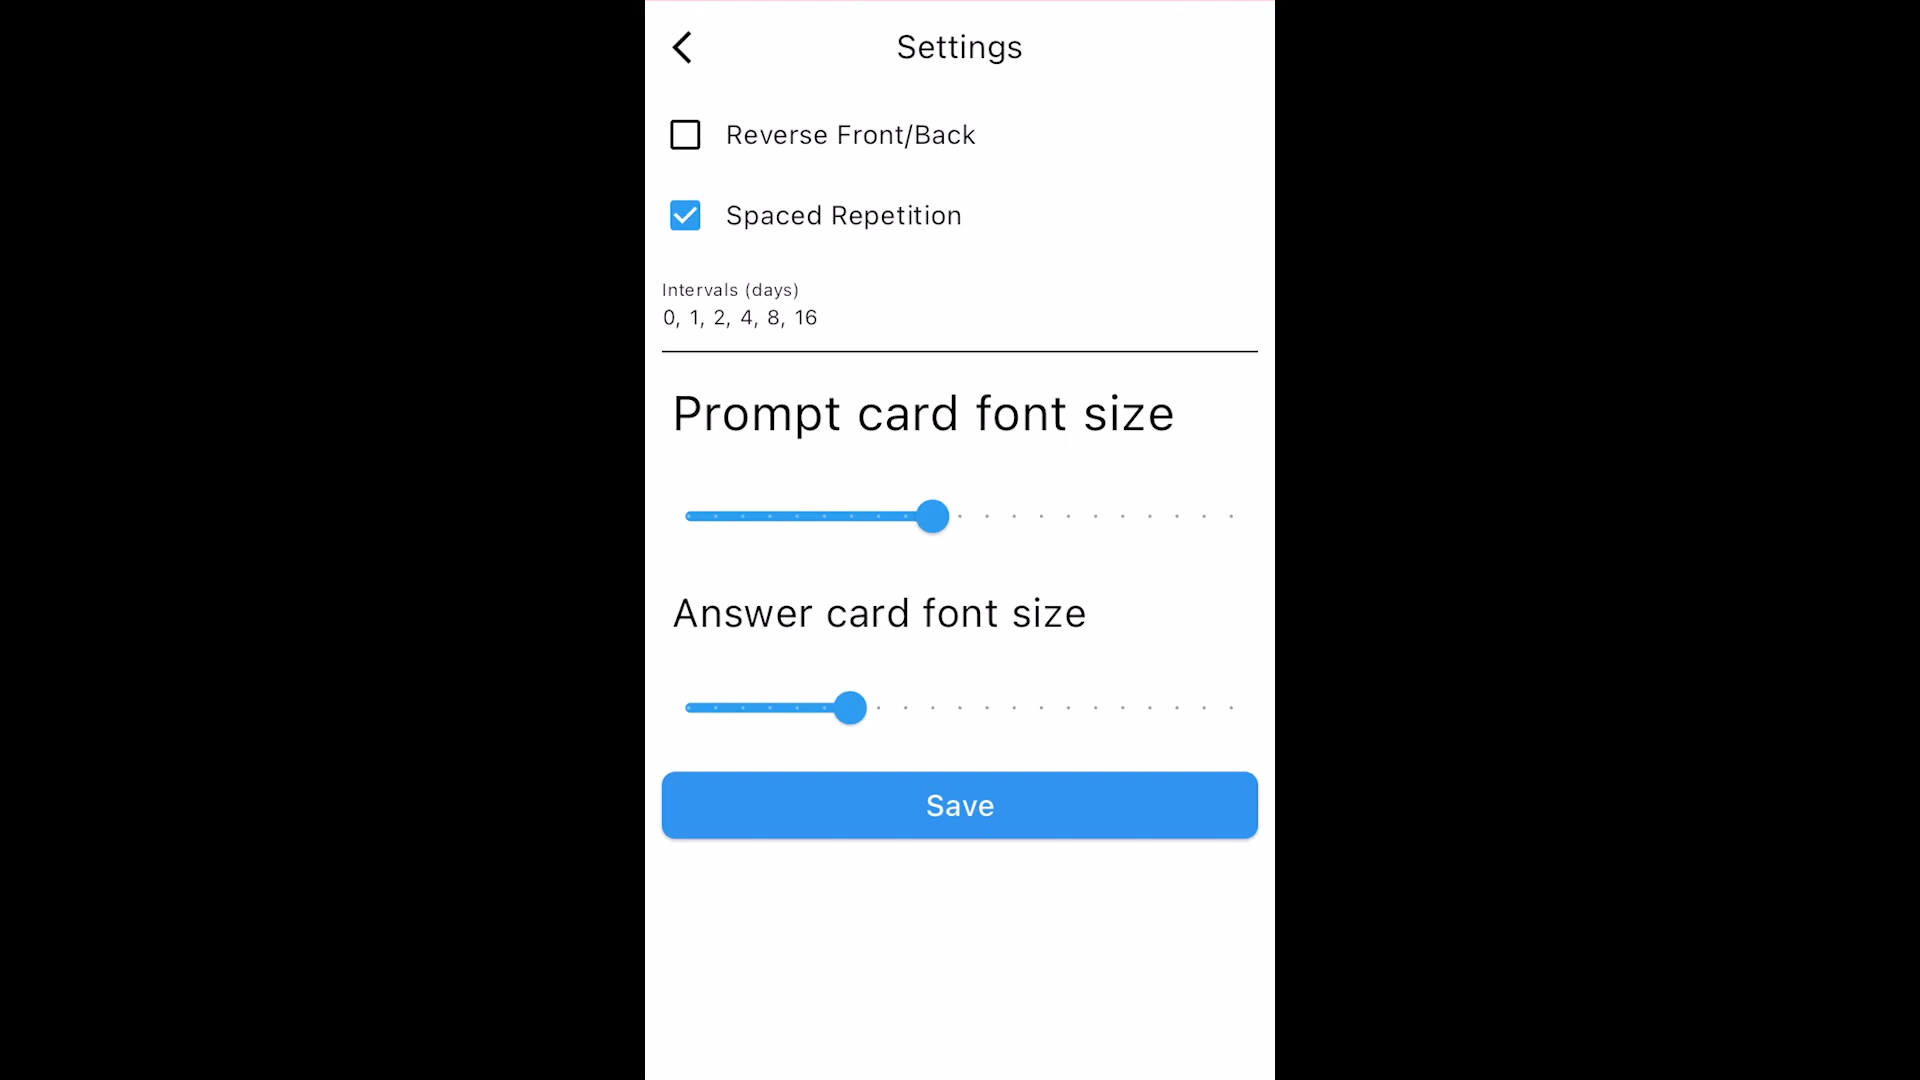 Settings
Reverse Front/Back
Spaced Repetition
Intervals (days)
0, 1, 2, 4, 8, 16
Prompt card font size
Answer card font size
Save